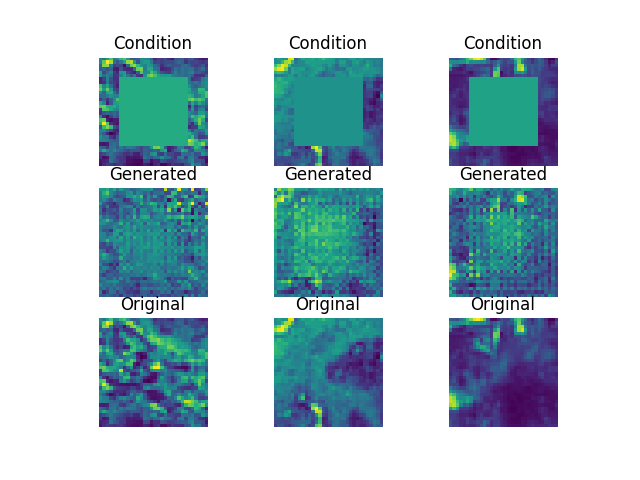 Condition Condition Condition
Generated Generated Generated
Original Original Original